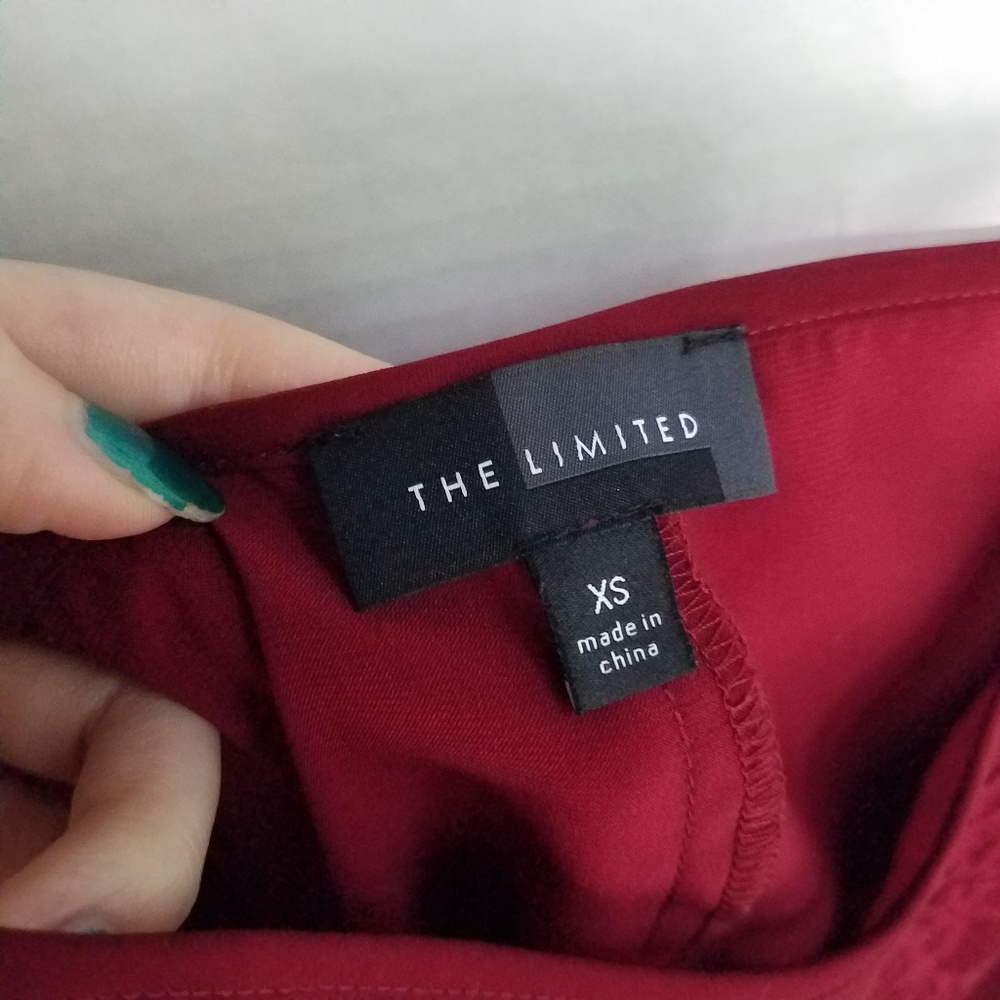 THE LIMITED
XS
made in
china